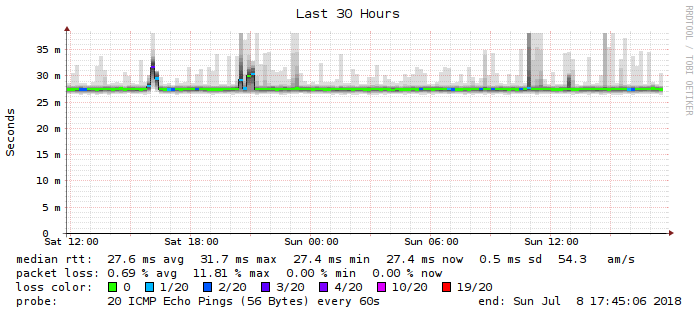 Last 30 Hours
RRDTOOL / TOBI OETIKER
Seconds
35 m
30 m
25 m
20 m
15 m
10 m
5 m
0
Sat 12:00 Sat 18:00 Sun 00:00 Sun 06:00 Sun 12:00
median rtt: 27.6 ms avg 31.7 ms max 27.4 ms min 27.4 ms now 0.5 ms sd 54.3 am/s
packet loss: 0.69 % avg 11.81 % max 0.00 % min 0.00 % now
loss color: 0 1/20 2/20 3/20 4/20 10/20 19/20
probe: 20 ICMP Echo Pings (56 Bytes) every 60s end: Sun Jul 8 17:45:06 2018